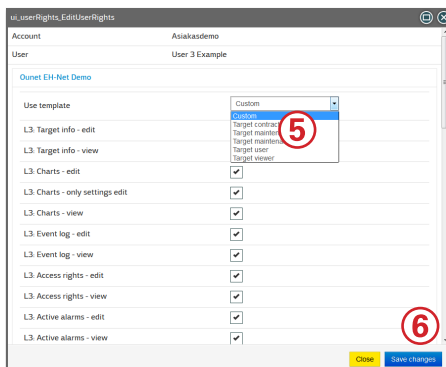 ui_userRights_EditUserRights
Account Asiakasdemo
User User 3 Example
Ounet EH-Net Demo
Use template Custom
Custom
Target contract
Target mainten
Target maintena
Target user
Target viewer
5
L3: Target info - edit
L3: Target info - view
L3: Charts - edit
L3: Charts - only settings edit
L3: Charts - view
L3: Event log - edit
L3: Event log - view
L3: Access rights - edit
L3: Access rights - view
L3: Active alarms - edit
L3: Active alarms - view
6
Close Save changes